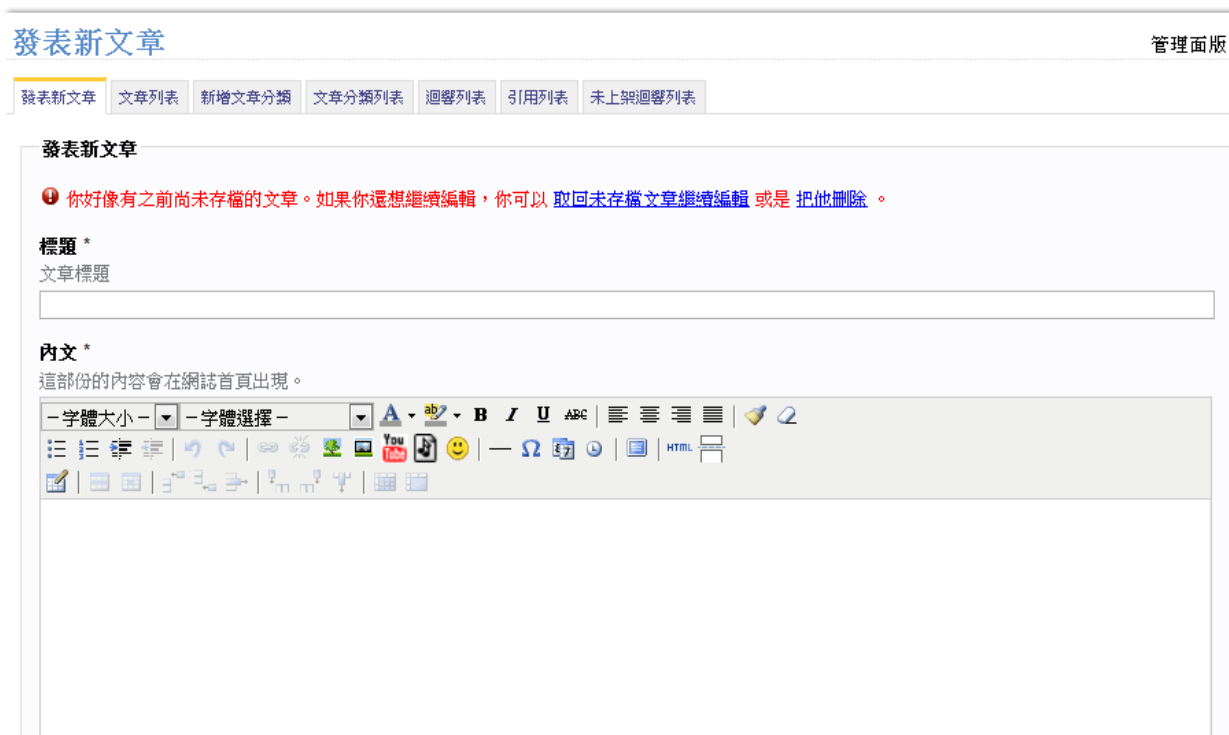 發表新文章
管理面版
發表新文章 文章列表 新增文章分類 文章分類列表 迴響列表 引用列表 未上架迴響列表
發表新文章
你好像有之前尚未存檔的文章。如果你還想繼續編輯，你可以 取回未存檔文章繼續編輯 或是 把他刪除 。
標題 *
文章標題
內文 *
這部份的內容會在網誌首頁出現。
－字體大小－ －字體選擇－ A ab B I U ABC
You Tube Ω 7 HTML